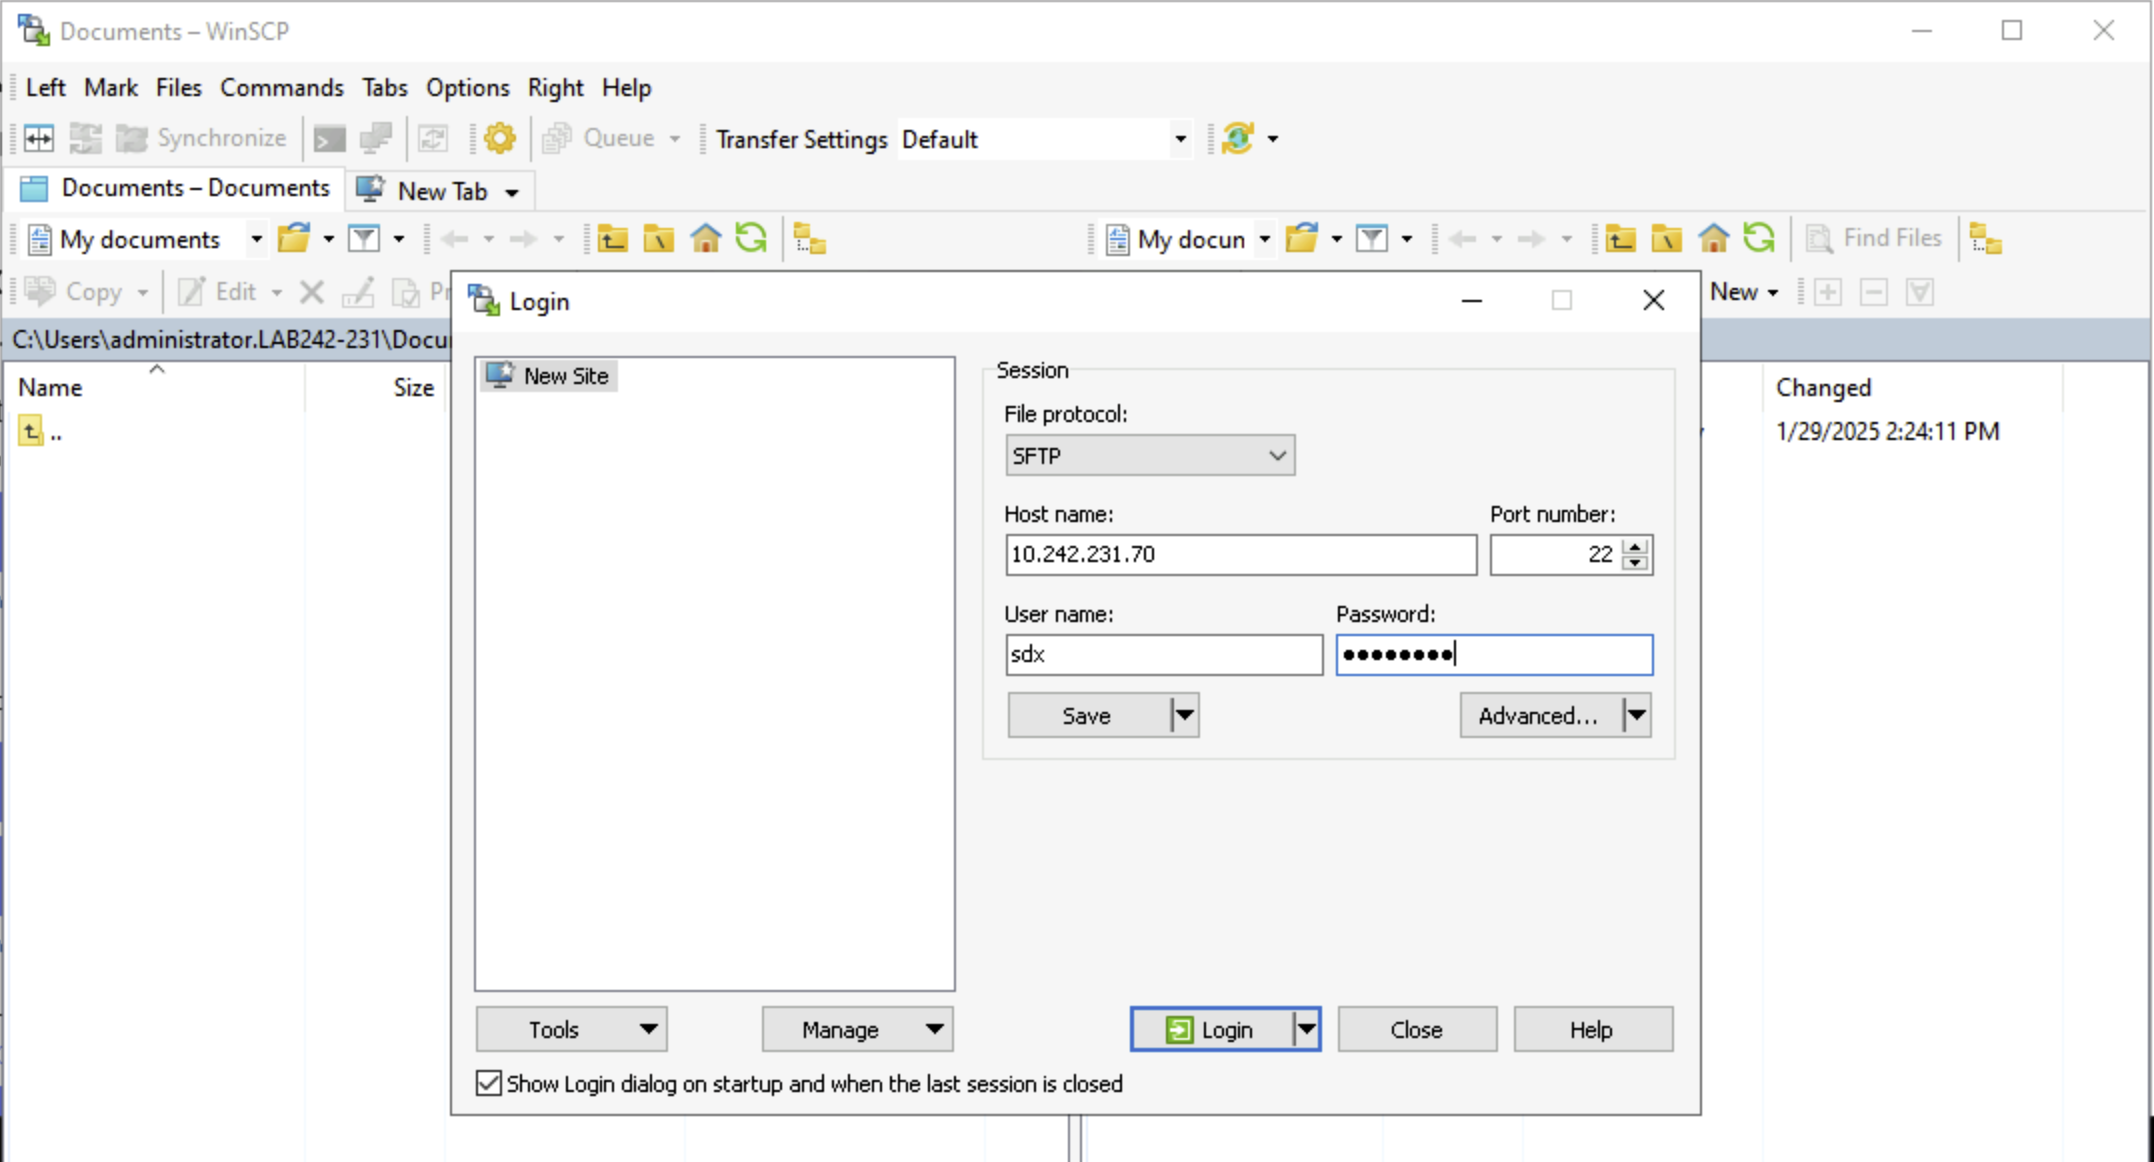 Documents – WinSCP
Left Mark Files Commands Tabs Options Right Help
Synchronize Queue Transfer Settings Default
Documents – Documents New Tab
My documents My docun Find Files
Copy Edit New
C:\Users\administrator.LAB242-231\Docu
Name Size Changed
.. 1/29/2025 2:24:11 PM
Login
New Site
Session
File protocol:
SFTP
Host name: Port number:
10.242.231.70 22
User name: Password:
sdx ••••••••
Save Advanced...
Tools Manage Login Close Help
Show Login dialog on startup and when the last session is closed